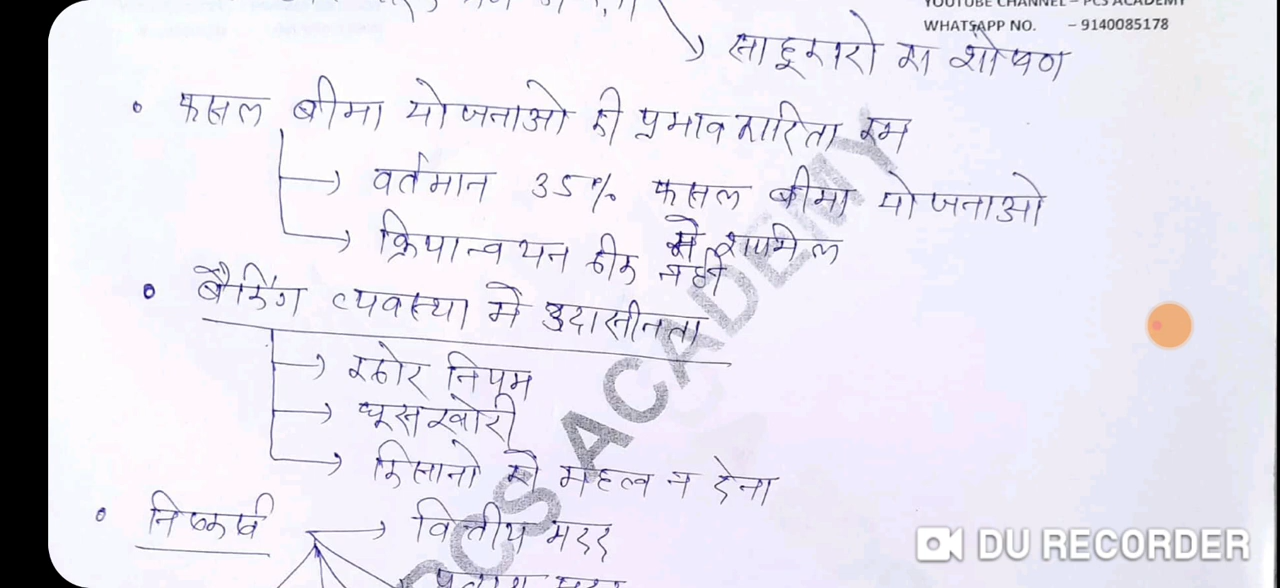 YOUTUBE CHANNEL – PCS ACADEMY
WHATSAPP NO. – 9140085178
साहूकारो का शोषण
• फसल बीमा योजनाओ की प्रभावकारिता कम
वर्तमान 35% फसल बीमा योजनाओ
मे शामिल
क्रियान्वयन ठीक नही
• बैंकिंग व्यवस्था मे उदासीनता
कठोर नियम
घूसखोरी
किसानो को महत्व न देना
• निष्कर्ष
वित्तीय मदद
PCS ACADEMY
DU RECORDER